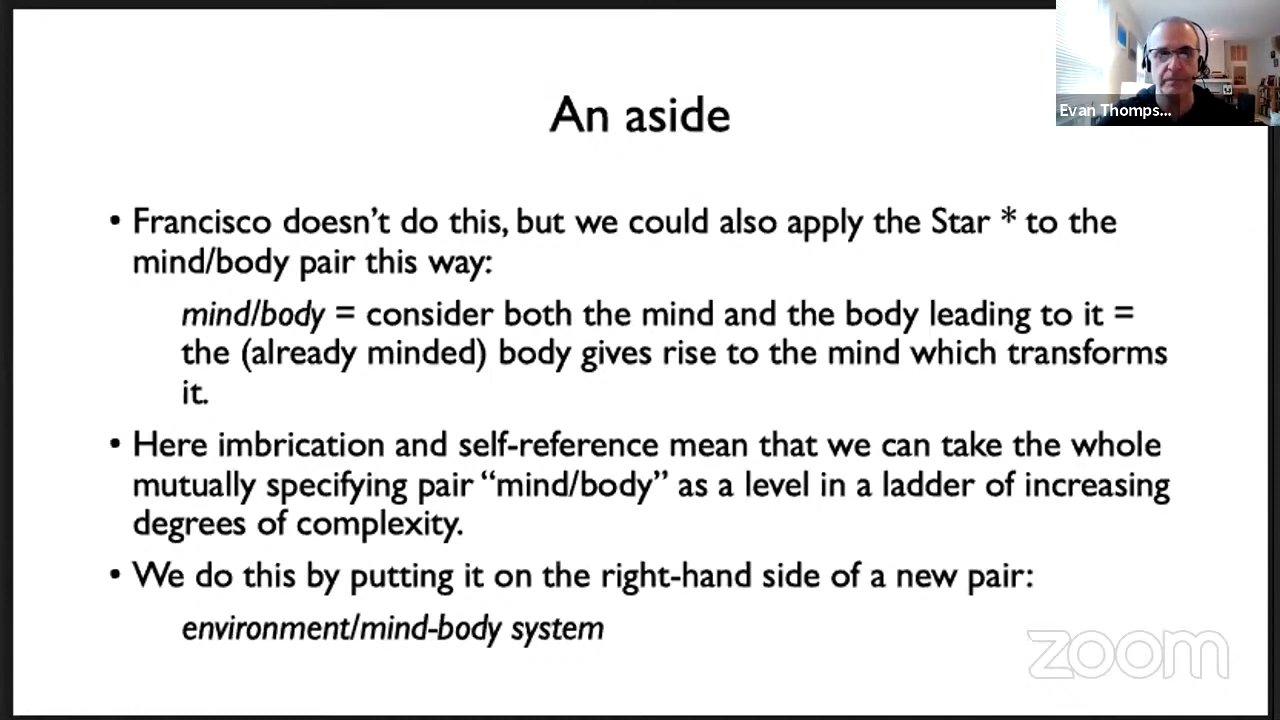 An aside
Evan Thomps...
• Francisco doesn't do this, but we could also apply the Star * to the
mind/body pair this way:
mind/body = consider both the mind and the body leading to it =
the (already minded) body gives rise to the mind which transforms
it.
• Here imbrication and self-reference mean that we can take the whole
mutually specifying pair “mind/body” as a level in a ladder of increasing
degrees of complexity.
• We do this by putting it on the right-hand side of a new pair:
environment/mind-body system
zoom